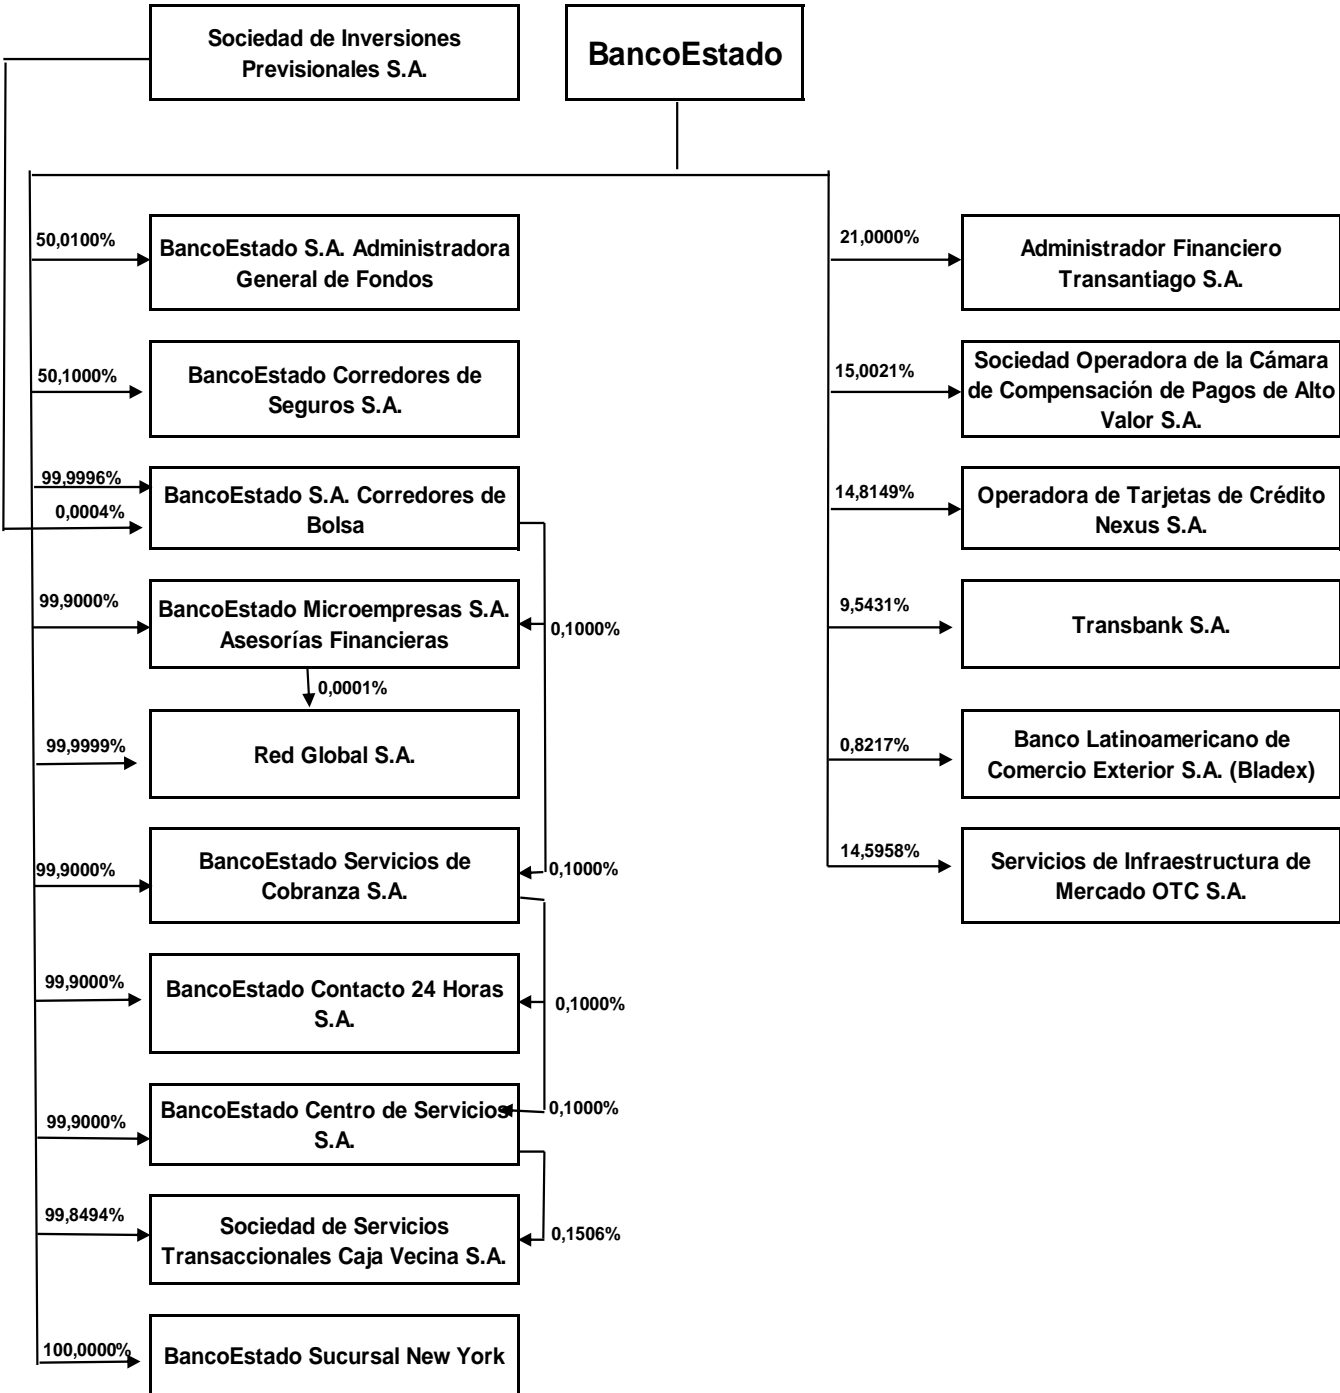 Sociedad de Inversiones
Previsionales S.A.
BancoEstado
50,0100%
BancoEstado S.A. Administradora
General de Fondos
21,0000%
Administrador Financiero
Transantiago S.A.
50,1000%
BancoEstado Corredores de
Seguros S.A.
15,0021%
Sociedad Operadora de la Cámara
de Compensación de Pagos de Alto
Valor S.A.
99,9996%
0,0004%
BancoEstado S.A. Corredores de
Bolsa
14,8149%
Operadora de Tarjetas de Crédito
Nexus S.A.
99,9000%
BancoEstado Microempresas S.A.
Asesorías Financieras
0,1000%
9,5431%
Transbank S.A.
0,0001%
99,9999%
Red Global S.A.
0,8217%
Banco Latinoamericano de
Comercio Exterior S.A. (Bladex)
99,9000%
BancoEstado Servicios de
Cobranza S.A.
0,1000%
14,5958%
Servicios de Infraestructura de
Mercado OTC S.A.
99,9000%
BancoEstado Contacto 24 Horas
S.A.
0,1000%
99,9000%
BancoEstado Centro de Servicios
S.A.
0,1000%
99,8494%
Sociedad de Servicios
Transaccionales Caja Vecina S.A.
0,1506%
100,0000%
BancoEstado Sucursal New York